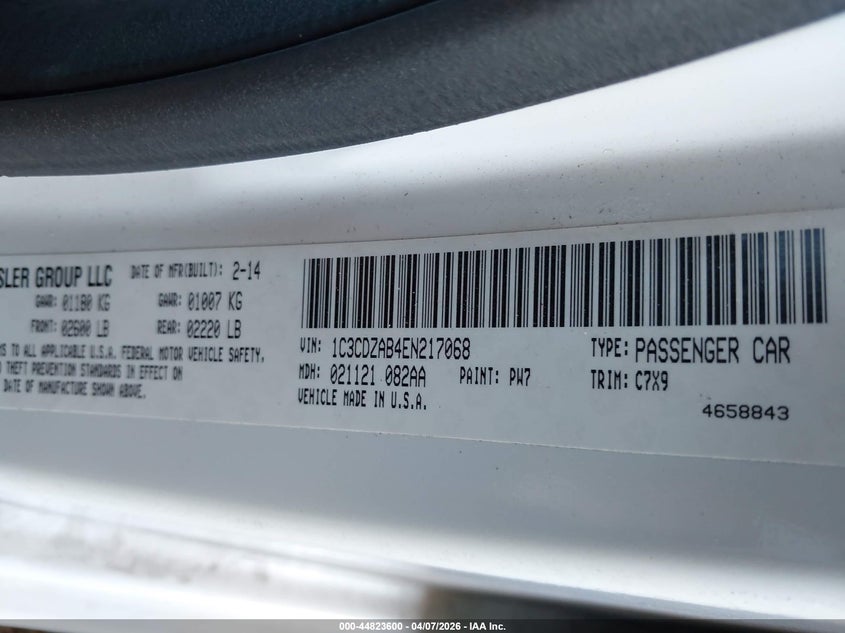 SLER GROUP LLC DATE OF MFR(BUILT): 2-14
GAWR: 01180 KG GAWR: 01007 KG
FRONT: 02600 LB REAR: 02220 LB
MS TO ALL APPLICABLE U.S.A. FEDERAL MOTOR VEHICLE SAFETY,
D THEFT PREVENTION STANDARDS IN EFFECT ON
DATE OF MANUFACTURE SHOWN ABOVE.
VIN: 1C3CDZAB4EN217068 TYPE: PASSENGER CAR
MDH: 021121 082AA PAINT: PW7 TRIM: C7X9
VEHICLE MADE IN U.S.A.
4658843
000-44823600 - 04/07/2026 - IAA Inc.